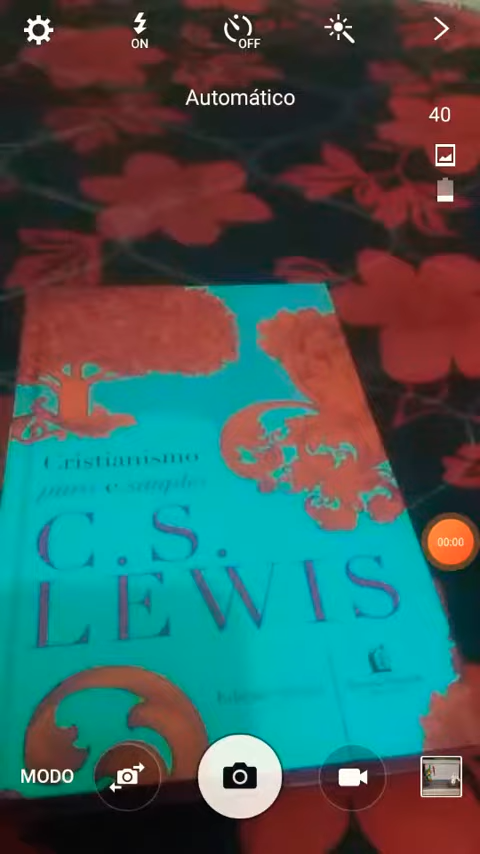 ON
OFF
Automático
40
Cristianismo
puro e simples
C.S.
LEWIS
00:00
MODO